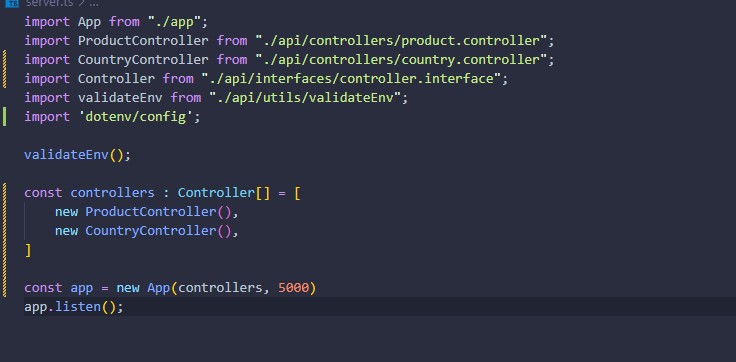 TS server.ts > ...
import App from "./app";
import ProductController from "./api/controllers/product.controller";
import CountryController from "./api/controllers/country.controller";
import Controller from "./api/interfaces/controller.interface";
import validateEnv from "./api/utils/validateEnv";
import 'dotenv/config';
validateEnv();
const controllers : Controller[] = [
    new ProductController(),
    new CountryController(),
]
const app = new App(controllers, 5000)
app.listen();